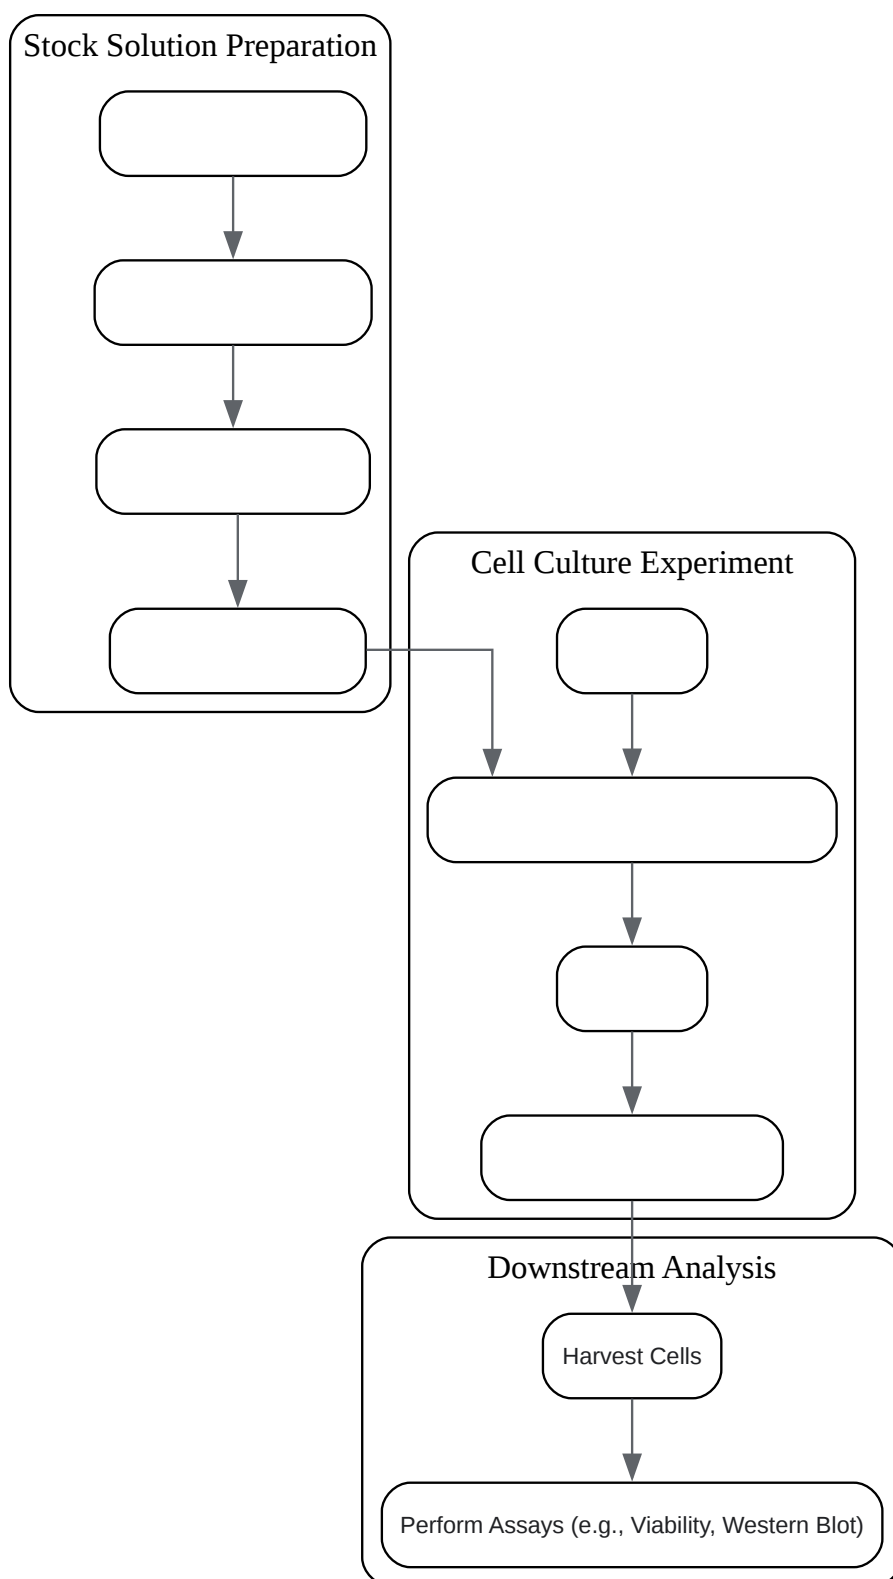 Stock Solution Preparation
Cell Culture Experiment
Downstream Analysis
Harvest Cells
Perform Assays (e.g., Viability, Western Blot)